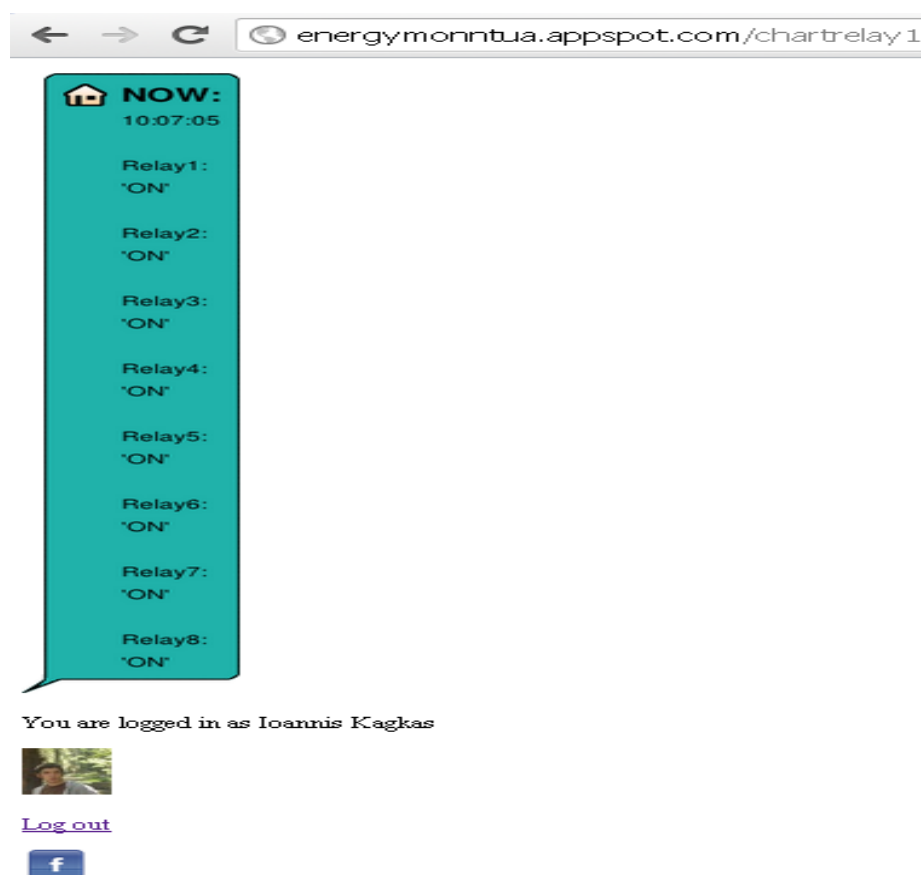 energymonntua.appspot.com/chartrelay1
NOW:
10:07:05
Relay1:
"ON"
Relay2:
"ON"
Relay3:
"ON"
Relay4:
"ON"
Relay5:
"ON"
Relay6:
"ON"
Relay7:
"ON"
Relay8:
"ON"
You are logged in as Ioannis Kagkas
Log out
f